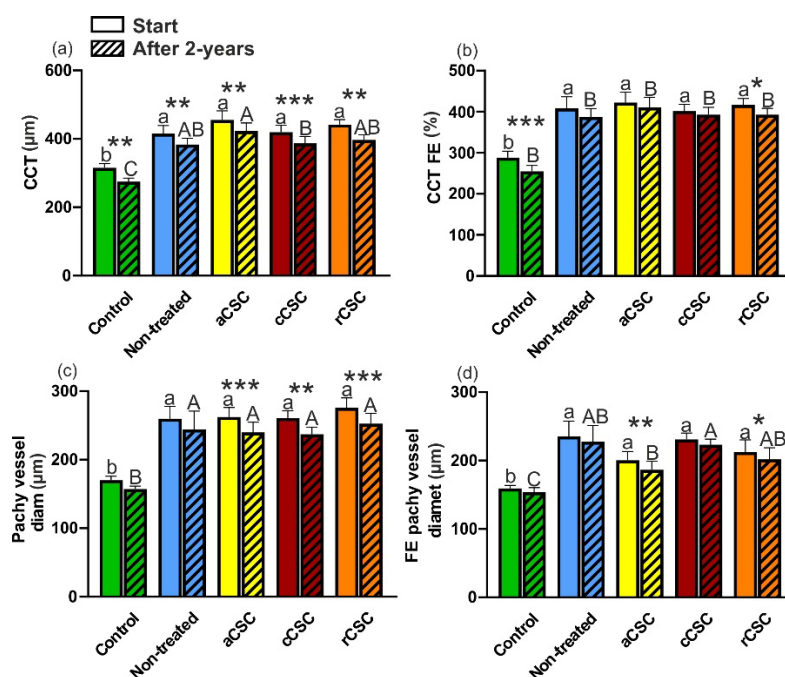 (a)
Start
After 2-years
600
400
200
0
CCT (µm)
b
C
**
a
AB
**
a
A
**
a
B
***
a
AB
**
Control
Non-treated
aCSC
cCSC
rCSC
(b)
500
400
300
200
100
0
CCT FE
(%)
b
B
***
a
B
a
B
a
B
a
B
*
Control
Non-treated
aCSC
cCSC
rCSC
(c)
300
200
100
0
Pachy vessel
diam (µm)
b
B
a
A
a
A
***
a
A
**
a
A
***
Control
Non-treated
aCSC
cCSC
rCSC
(d)
300
200
100
0
FE pachy vessel
diamet (µm)
b
C
a
AB
a
B
**
a
A
a
AB
*
Control
Non-treated
aCSC
cCSC
rCSC